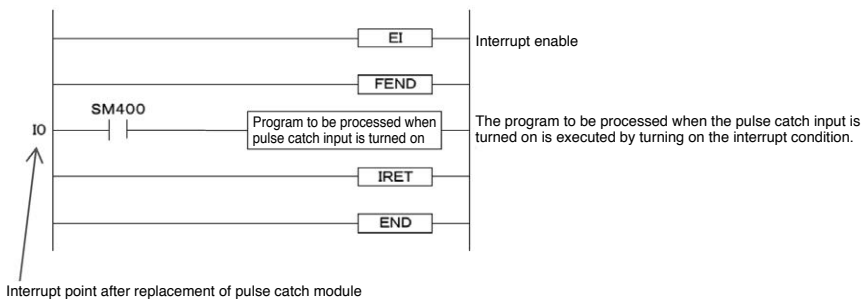 EI
Interrupt enable
FEND
SM400
I0
Program to be processed when
pulse catch input is turned on
The program to be processed when the pulse catch input is
turned on is executed by turning on the interrupt condition.
IRET
END
Interrupt point after replacement of pulse catch module